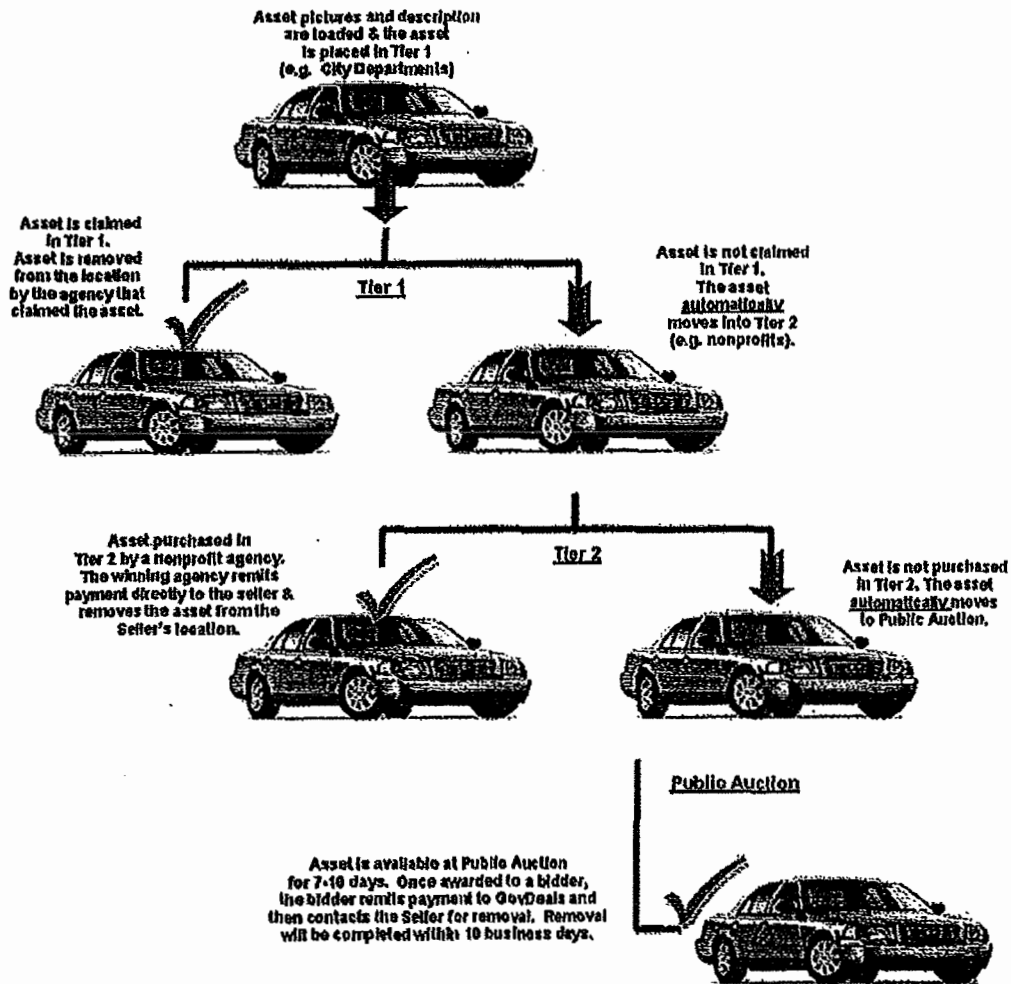 Asset pictures and description
are loaded & the asset
is placed in Tier 1
(e.g. City Departments)
Asset is claimed
in Tier 1.
Asset is removed
from the location
by the agency that
claimed the asset.
Tier 1
Asset is not claimed
in Tier 1.
The asset
automatically
moves into Tier 2
(e.g. nonprofits).
Asset purchased in
Tier 2 by a nonprofit agency.
The winning agency remits
payment directly to the seller &
removes the asset from the
Seller's location.
Tier 2
Asset is not purchased
in Tier 2. The asset
automatically moves
to Public Auction.
Public Auction
Asset is available at Public Auction
for 7-10 days. Once awarded to a bidder,
the bidder remits payment to GovDeals and
then contacts the Seller for removal. Removal
will be completed within 10 business days.